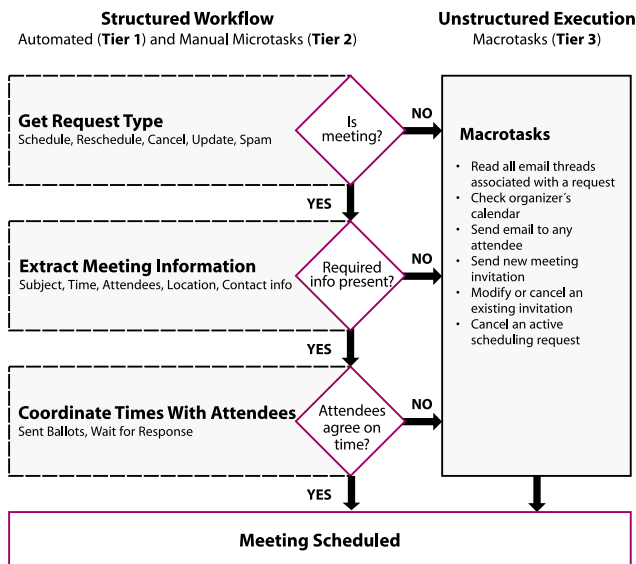 Structured Workflow
Automated (Tier 1) and Manual Microtasks (Tier 2)
Unstructured Execution
Macrotasks (Tier 3)
Get Request Type
Schedule, Reschedule, Cancel, Update, Spam
Is
meeting?
NO
YES
Extract Meeting Information
Subject, Time, Attendees, Location, Contact info
Required
info present?
NO
YES
Coordinate Times With Attendees
Sent Ballots, Wait for Response
Attendees
agree on
time?
NO
YES
Macrotasks
• Read all email threads
associated with a request
• Check organizer´s
calendar
• Send email to any
attendee
• Send new meeting
invitation
• Modify or cancel an
existing invitation
• Cancel an active
scheduling request
Meeting Scheduled